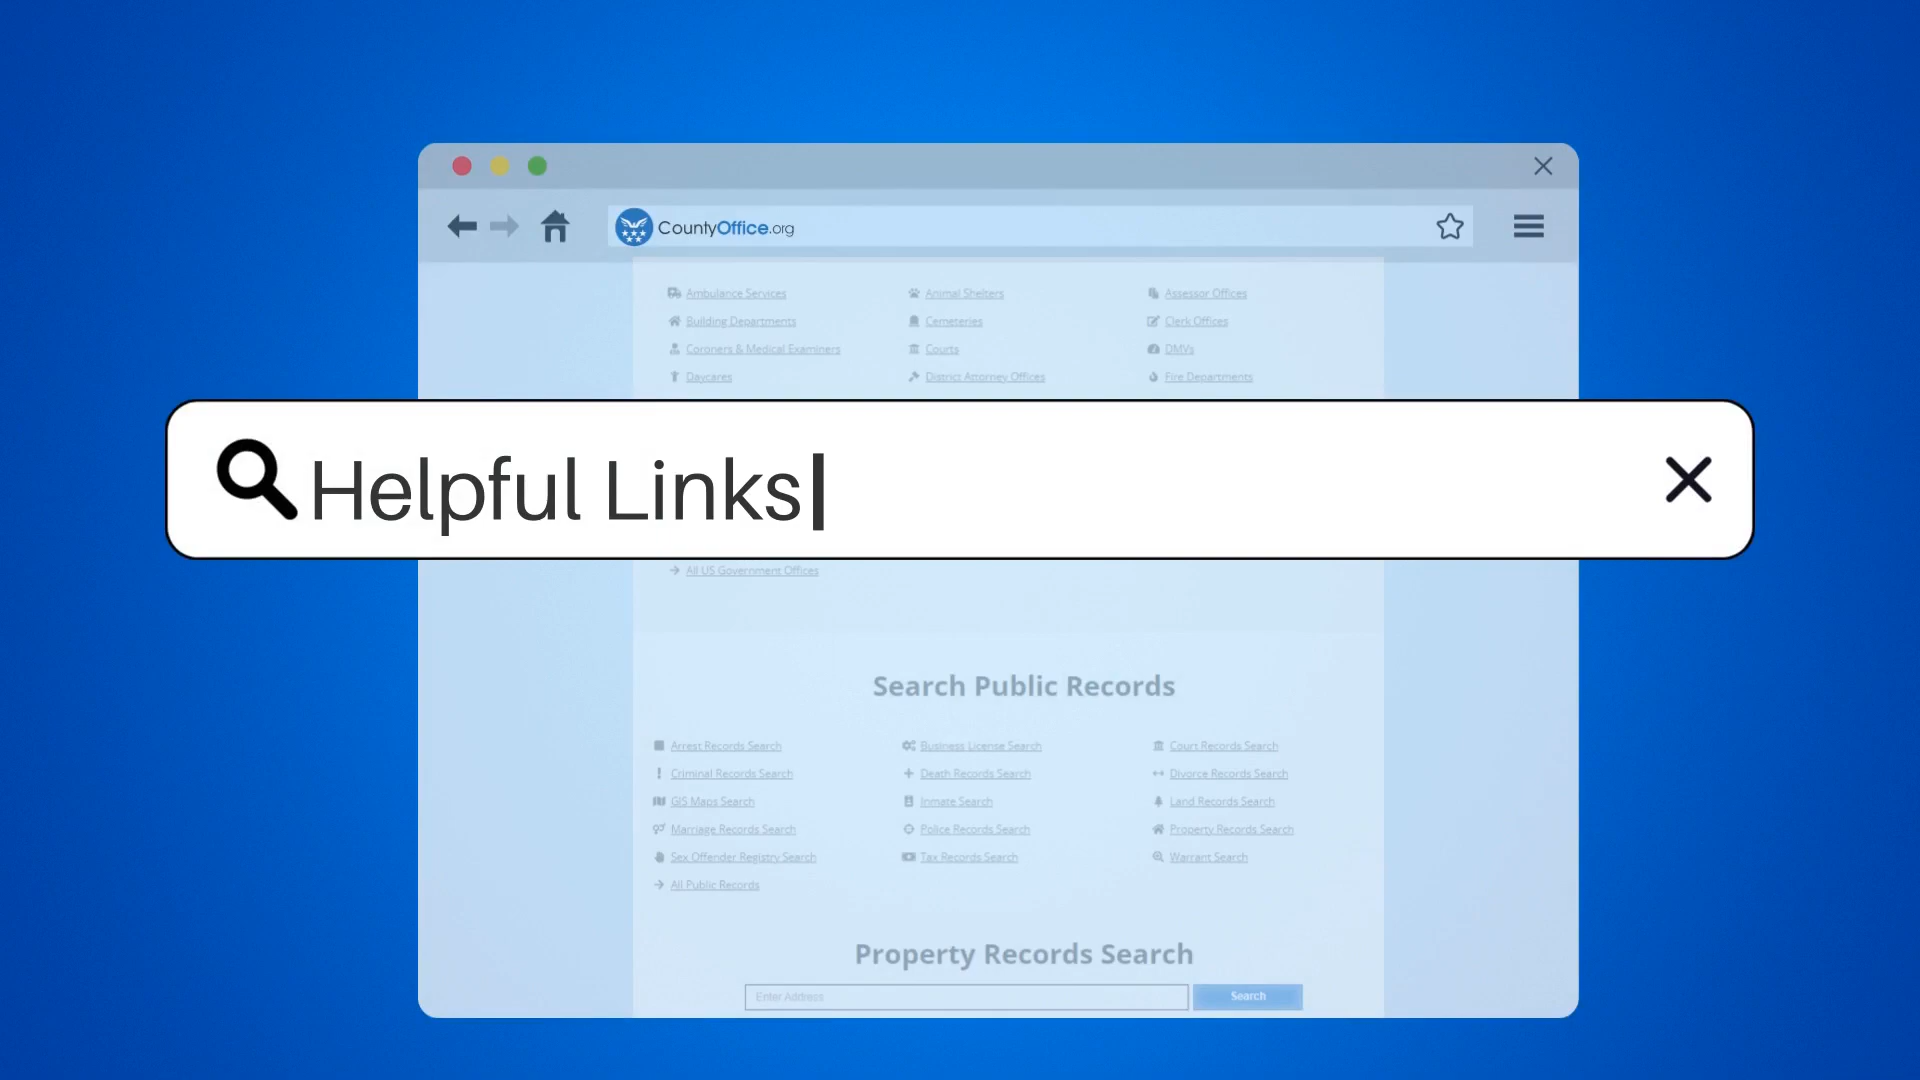 CountyOffice.org
Ambulance Services Animal Shelters Assessor Offices
Building Departments Cemeteries Clerk Offices
Coroners & Medical Examiners Courts DMVs
Daycares District Attorney Offices Fire Departments
Helpful Links
All US Government Offices
Search Public Records
Arrest Records Search Business License Search Court Records Search
Criminal Records Search Death Records Search Divorce Records Search
GIS Maps Search Inmate Search Land Records Search
Marriage Records Search Police Records Search Property Records Search
Sex Offender Registry Search Tax Records Search Warrant Search
All Public Records
Property Records Search
Enter Address Search